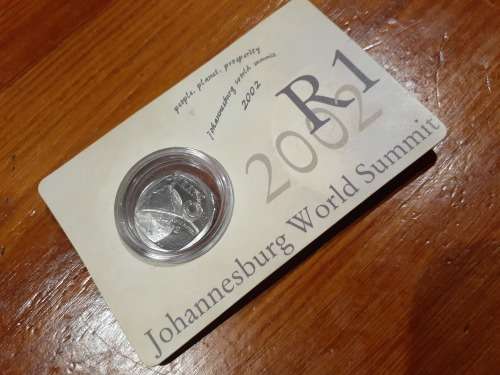 people, planet, prosperity
Johannesburg world summit
2002
R1
2002
Johannesburg World Summit